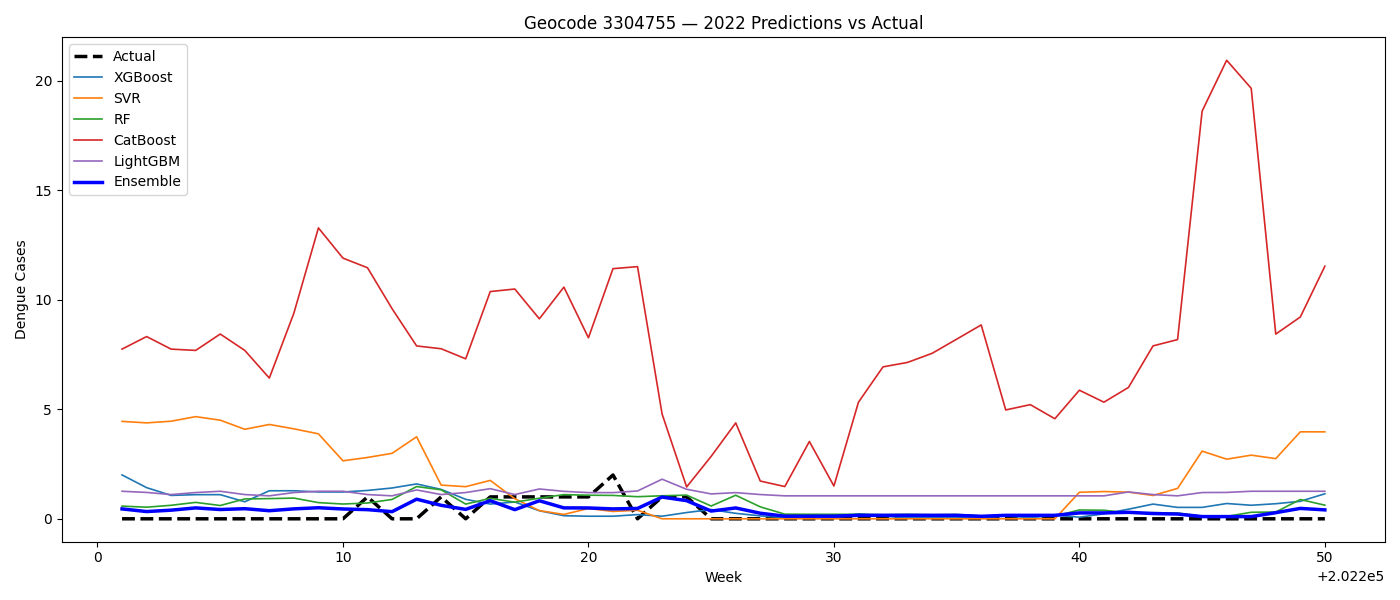 Geocode 3304755 — 2022 Predictions vs Actual
Actual
XGBoost
SVR
RF
CatBoost
LightGBM
Ensemble
Dengue Cases
20
15
10
5
0
0 10 20 30 40 50
Week
+2.022e5